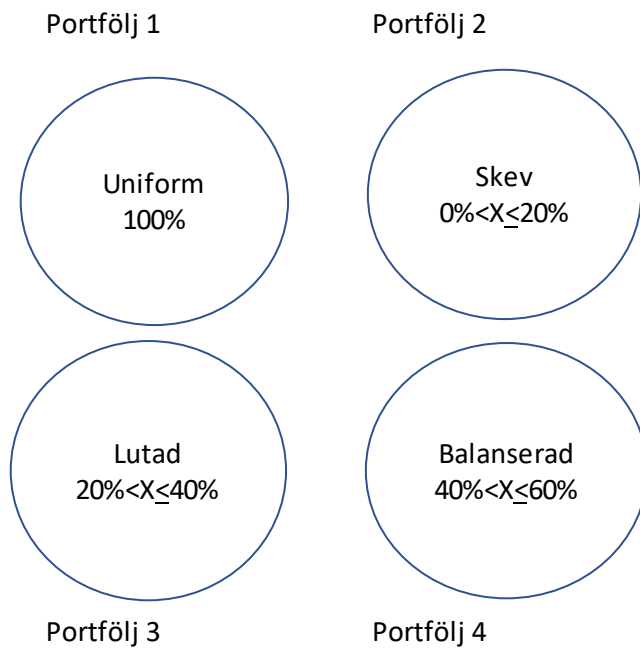 Portfölj 1
Portfölj 2
Uniform
100%
Skev
0%<X≤20%
Lutad
20%<X≤40%
Balanserad
40%<X≤60%
Portfölj 3
Portfölj 4